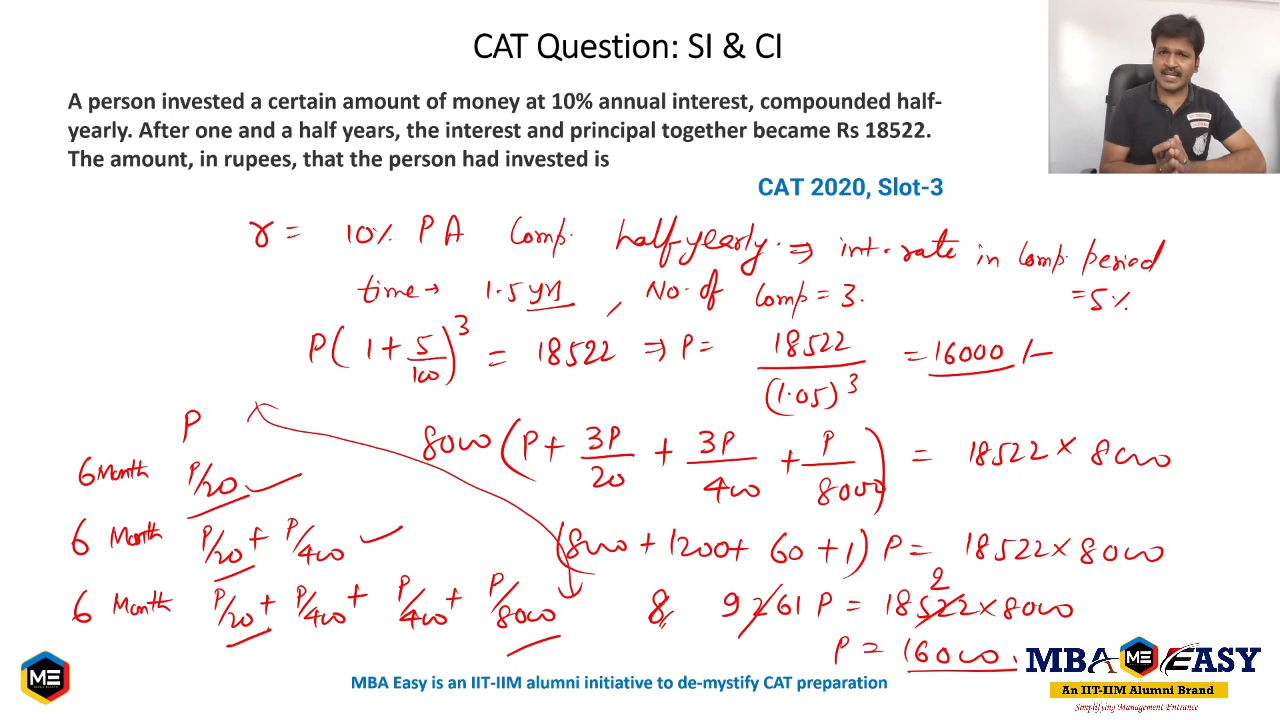 CAT Question: SI & CI
A person invested a certain amount of money at 10% annual interest, compounded half-
yearly. After one and a half years, the interest and principal together became Rs 18522.
The amount, in rupees, that the person had invested is
CAT 2020, Slot-3
r = 10% PA Comp. half-yearly. ⇒ int. rate in comp. period
= 5%
time → 1.5 yrs, No. of comp = 3.
P(1 + 5/100)^3 = 18522 ⇒ P = 18522/(1.05)^3 = 16000/-
P
6 Month P/20
6 Month P/20 + P/400
6 Month P/20 + P/400 + P/400 + P/8000
8000(P + 3P/20 + 3P/400 + P/8000) = 18522 × 8000
(8000 + 1200 + 60 + 1) P = 18522 × 8000
2
9261 P = 18522 × 8000
P = 16000.
ME
MBA EASY
ME
An IIT-IIM Alumni Brand
Simplifying Management Entrance
MBA Easy is an IIT-IIM alumni initiative to de-mystify CAT preparation